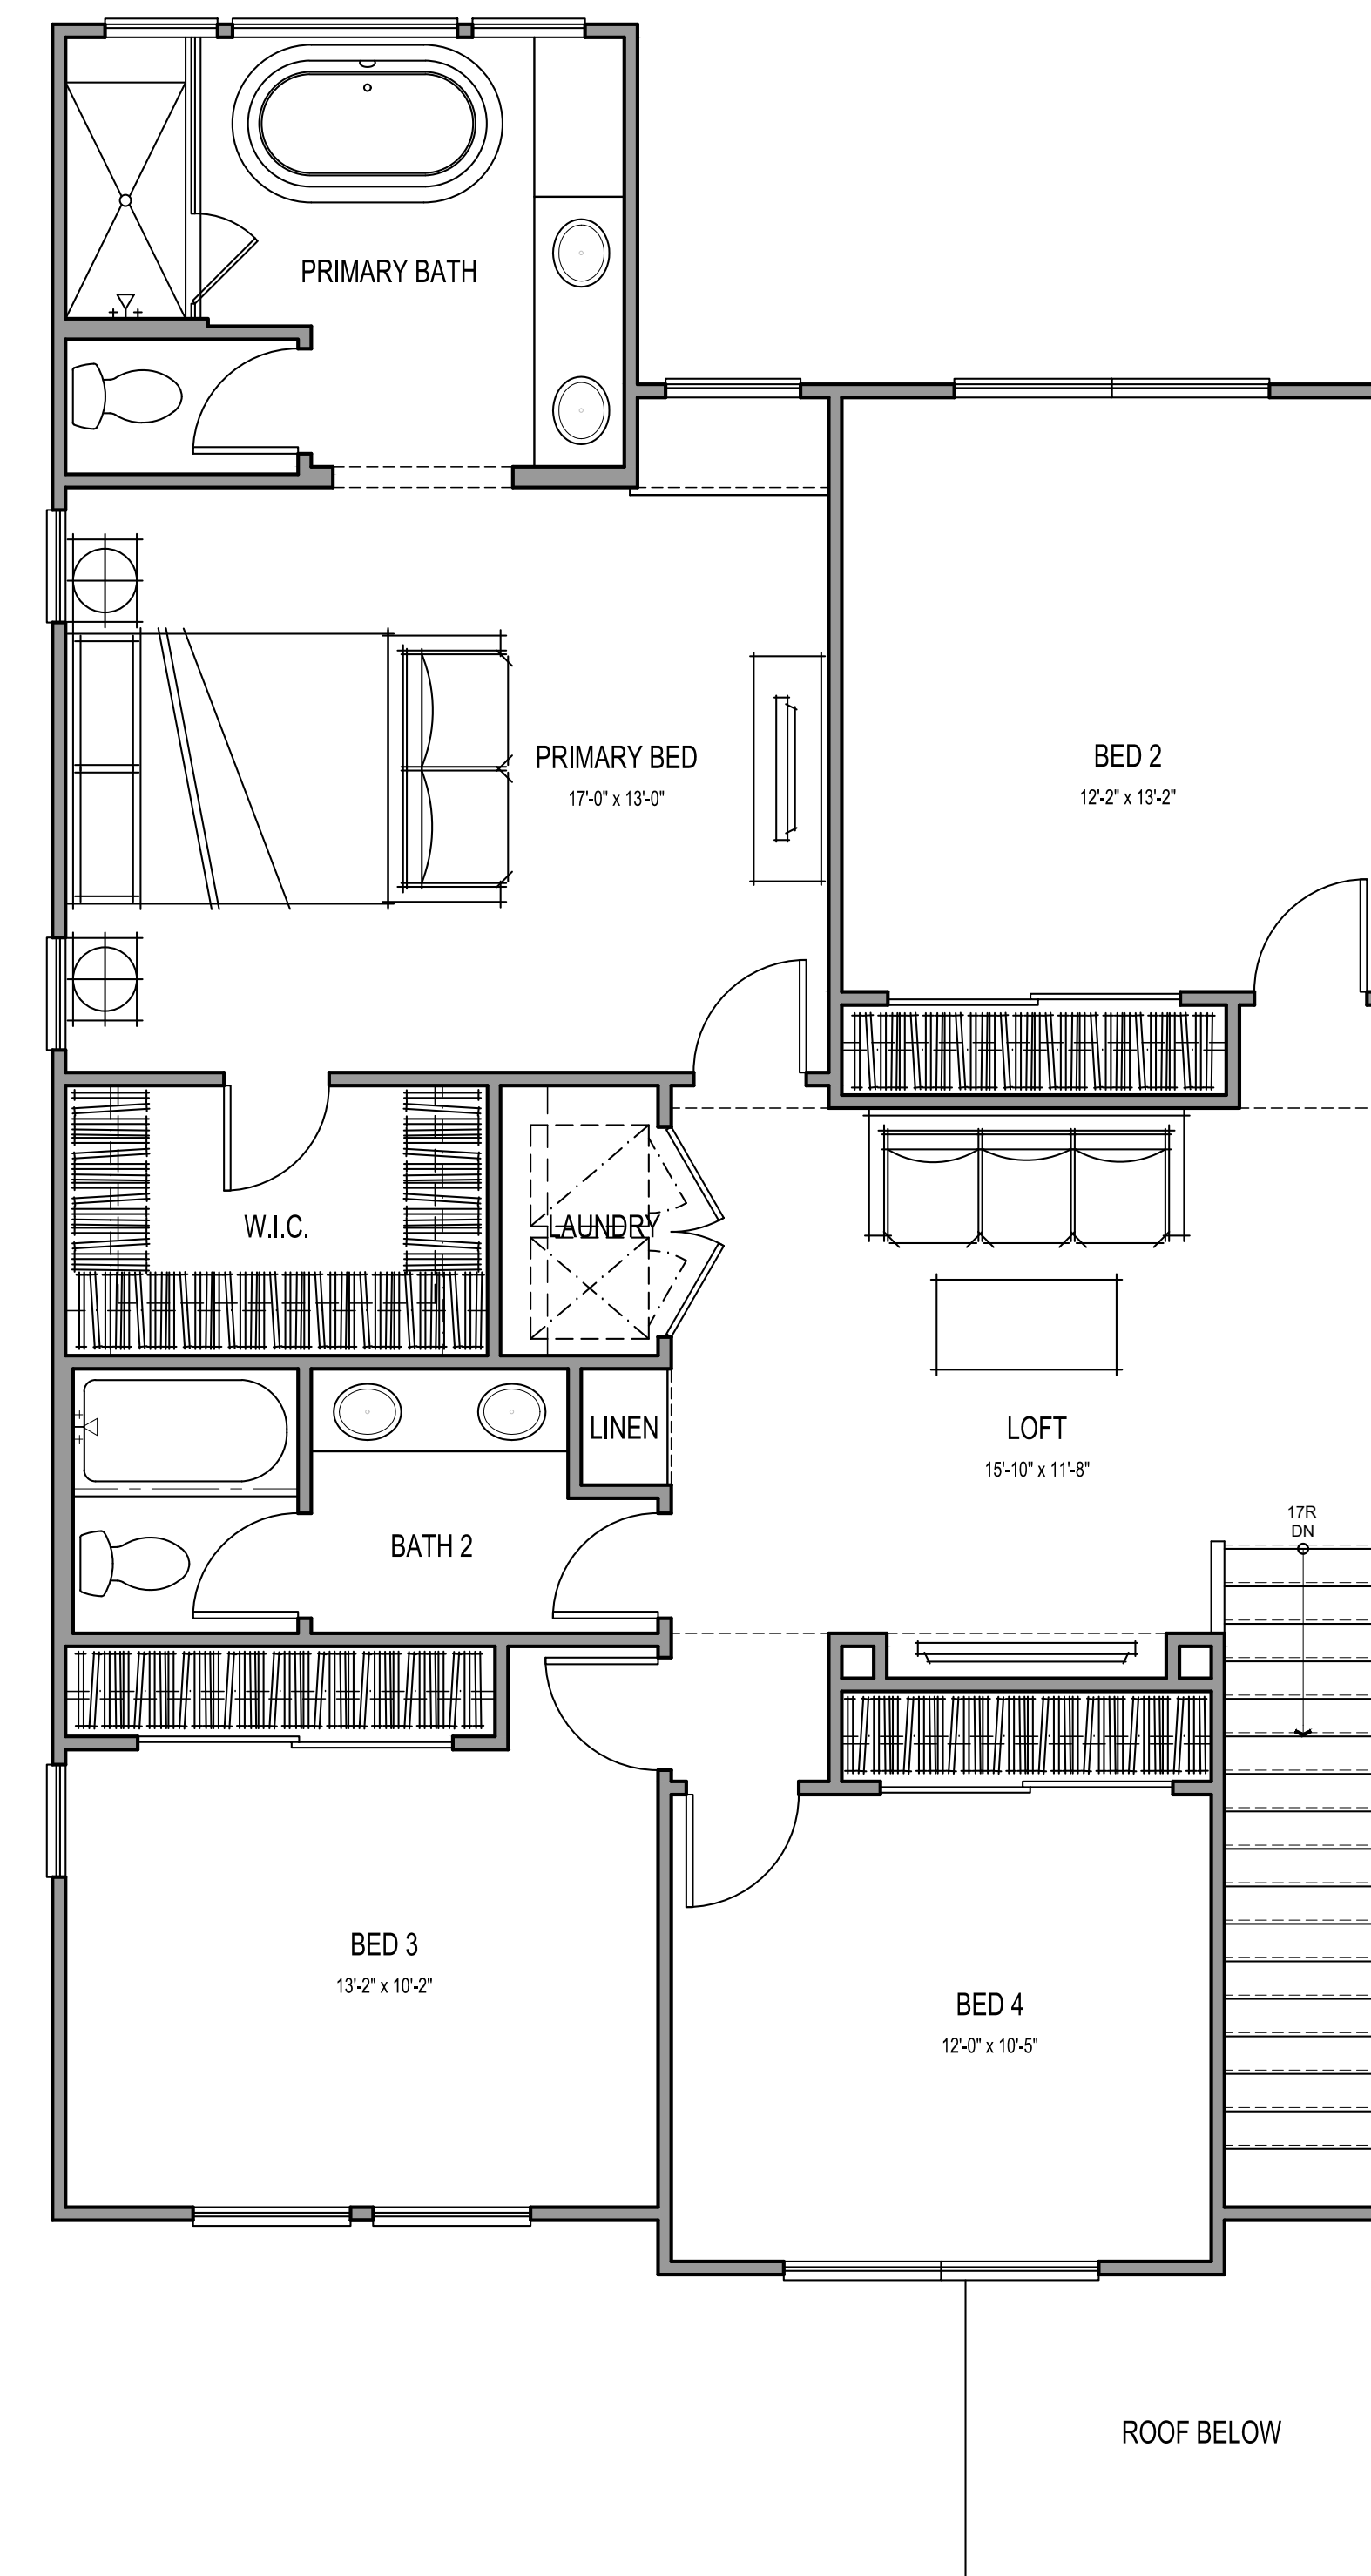 PRIMARY BATH
PRIMARY BED
17'-0" x 13'-0"
BED 2
12'-2" x 13'-2"
W.I.C.
LAUNDRY
LINEN
LOFT
15'-10" x 11'-8"
17R
DN
BATH 2
BED 3
13'-2" x 10'-2"
BED 4
12'-0" x 10'-5"
ROOF BELOW